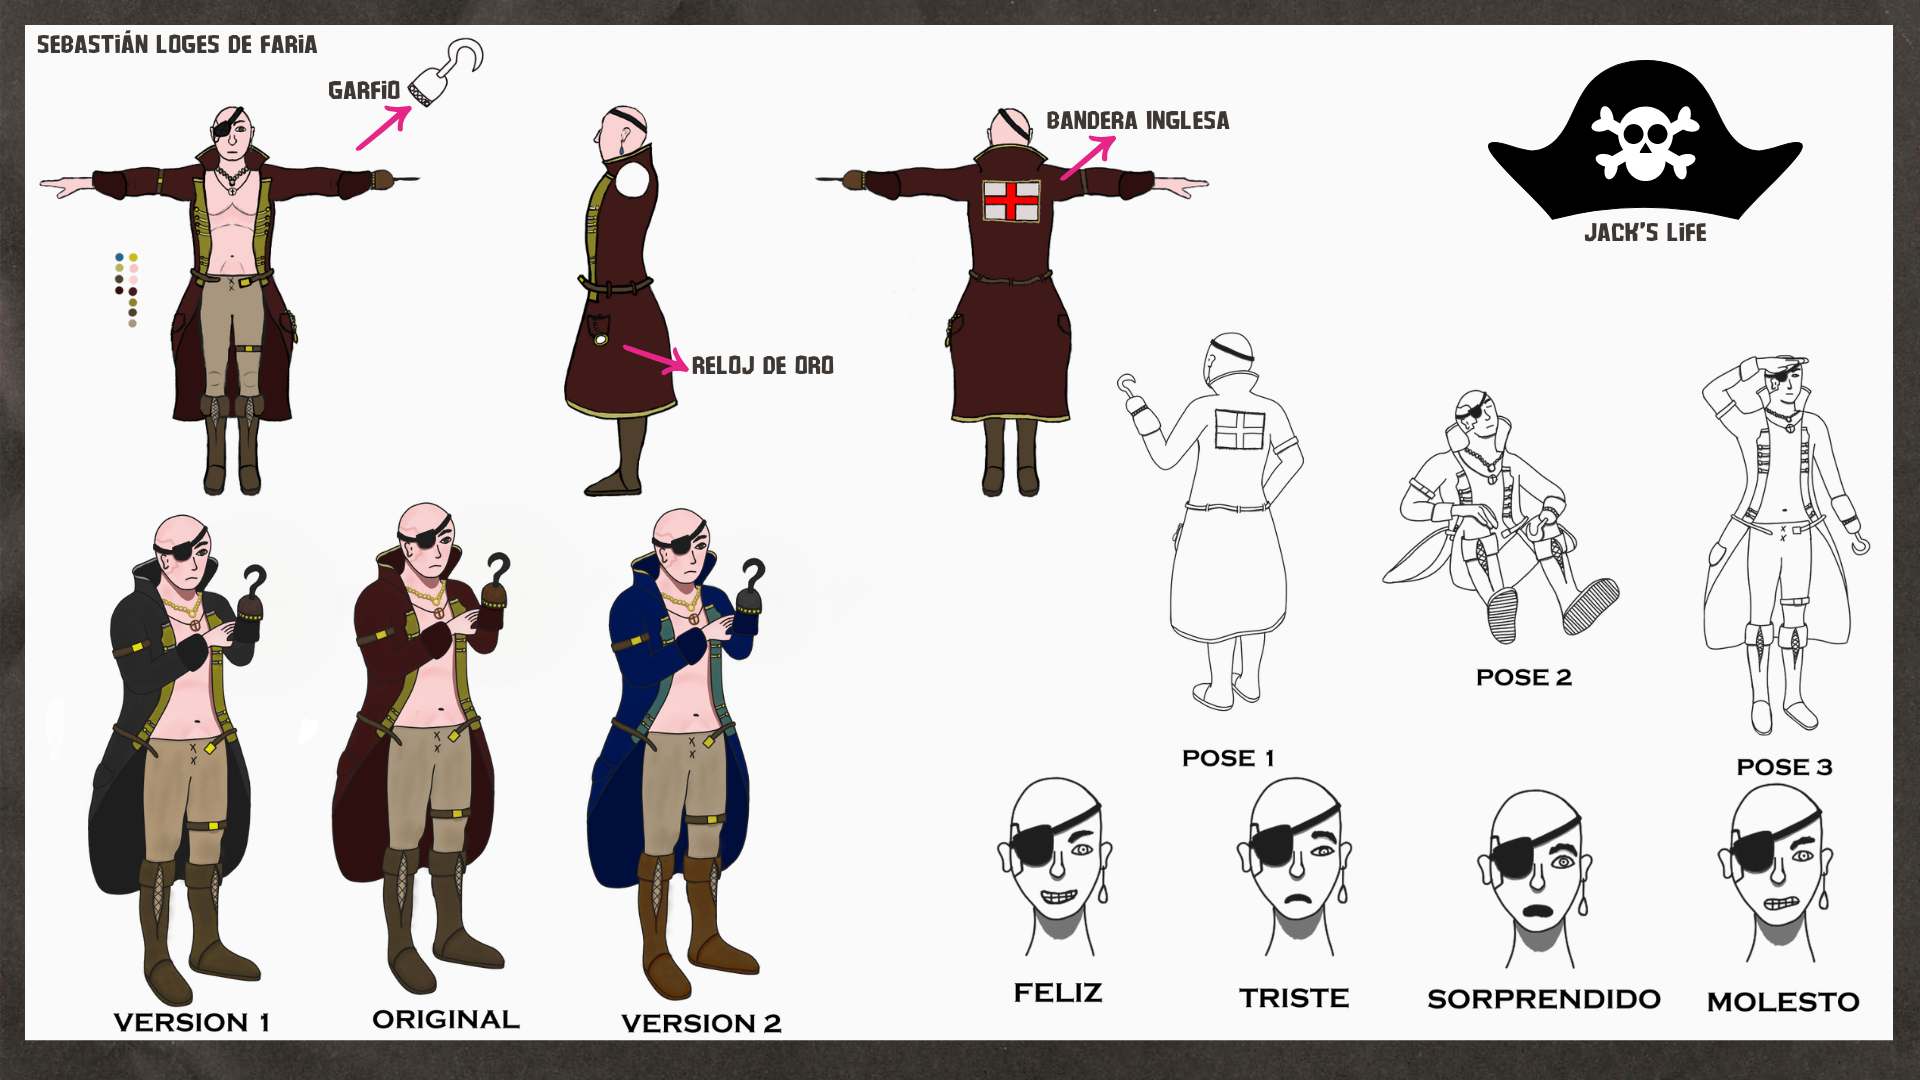 SEBASTIÁN LOGES DE FARIA
GARFIO
BANDERA INGLESA
JACK'S LIFE
RELOJ DE ORO
POSE 1
POSE 2
POSE 3
VERSION 1
ORIGINAL
VERSION 2
FELIZ
TRISTE
SORPRENDIDO
MOLESTO